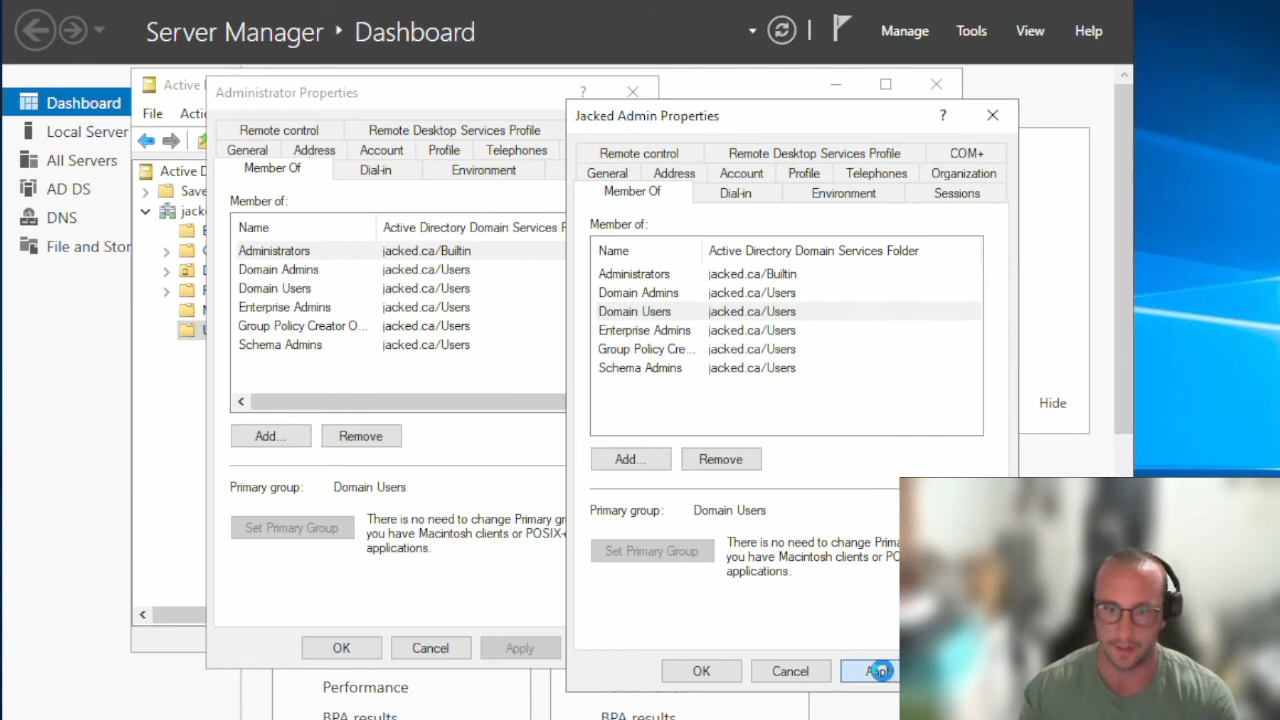 Server Manager ‣ Dashboard
Manage
Tools
View
Help
Dashboard
Local Server
All Servers
AD DS
DNS
File and Stor
Active D
File
Actio
Active D
Save
jacke
Administrator Properties
?
Remote control
Remote Desktop Services Profile
General
Address
Account
Profile
Telephones
Member Of
Dial-in
Environment
Member of:
Name
Active Directory Domain Services F
Administrators
jacked.ca/Builtin
Domain Admins
jacked.ca/Users
Domain Users
jacked.ca/Users
Enterprise Admins
jacked.ca/Users
Group Policy Creator O...
jacked.ca/Users
Schema Admins
jacked.ca/Users
Add...
Remove
Primary group:
Domain Users
Set Primary Group
There is no need to change Primary gr
you have Macintosh clients or POSIX-
applications.
OK
Cancel
Apply
Jacked Admin Properties
?
Remote control
Remote Desktop Services Profile
COM+
General
Address
Account
Profile
Telephones
Organization
Member Of
Dial-in
Environment
Sessions
Member of:
Name
Active Directory Domain Services Folder
Administrators
jacked.ca/Builtin
Domain Admins
jacked.ca/Users
Domain Users
jacked.ca/Users
Enterprise Admins
jacked.ca/Users
Group Policy Cre...
jacked.ca/Users
Schema Admins
jacked.ca/Users
Add...
Remove
Primary group:
Domain Users
Set Primary Group
There is no need to change Primar
you have Macintosh clients or PO
applications.
OK
Cancel
Apply
Hide
Performance
BPA results
BPA results